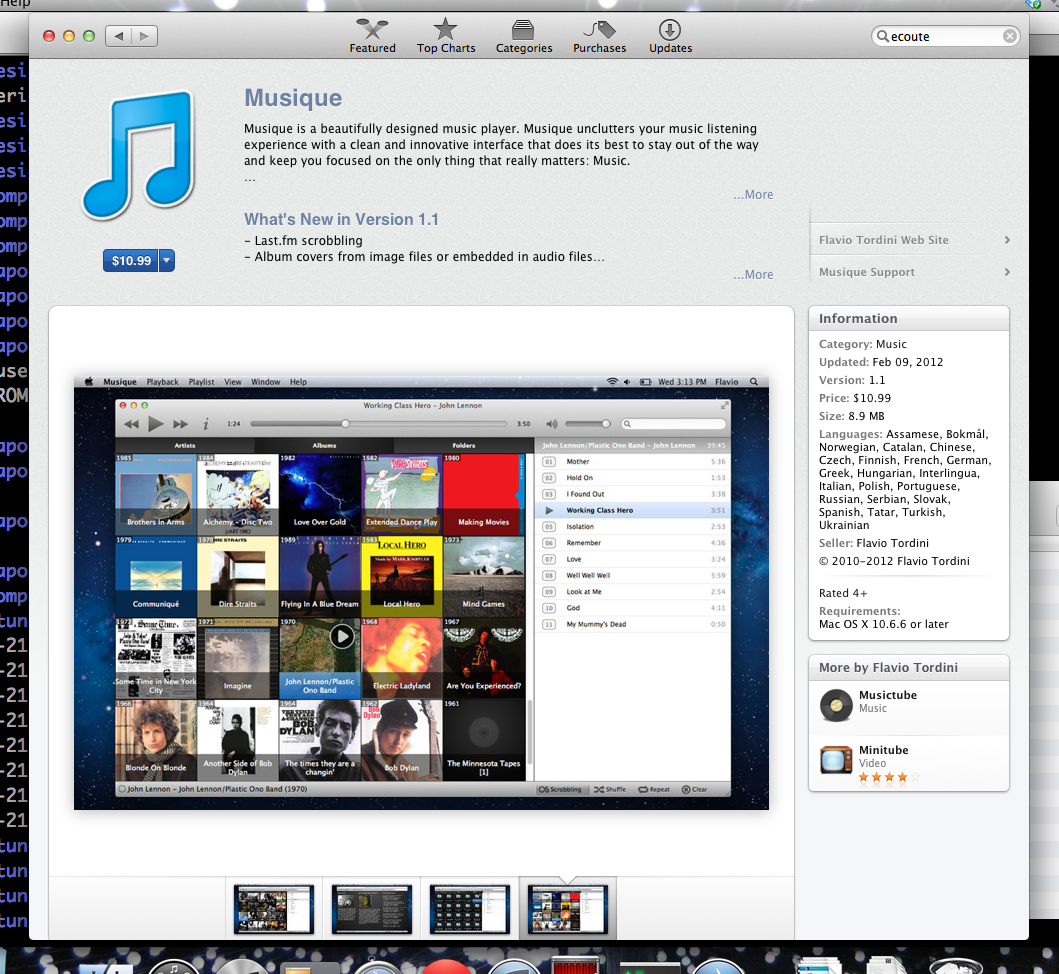 Help
Featured
Top Charts
Categories
Purchases
Updates
ecoute
Musique
Musique is a beautifully designed music player. Musique unclutters your music listening
experience with a clean and innovative interface that does its best to stay out of the way
and keep you focused on the only thing that really matters: Music.
...
...More
What's New in Version 1.1
- Last.fm scrobbling
- Album covers from image files or embedded in audio files...
...More
$10.99
Flavio Tordini Web Site
Musique Support
Musique Playback Playlist View Window Help
Wed 3:13 PM Flavio
Working Class Hero - John Lennon
1:24
3:50
Artists
Albums
Folders
John Lennon/Plastic Ono Band - John Lennon 39:45
1985
Brothers in Arms
1984
Alchemy - Disc Two
1982
Love Over Gold
1982
Extended Dance Play
1980
Making Movies
1979
Communiqué
1978
DIRE STRAITS
Dire Straits
Flying In A Blue Dream
1983
LOCAL HERO
Music by MARK KNOPFLER
Local Hero
1973
Mind Games
1972
Some Time in New York
City
1971
Imagine
1970
John Lennon/Plastic
Ono Band
1968
Electric Ladyland
1967
Are You Experienced?
1966
Blonde On Blonde
1964
Another Side of Bob
Dylan
1964
The times they are a
changin'
1962
Bob Dylan
1961
The Minnesota Tapes
[1]
01 Mother 5:36
02 Hold On 1:53
03 I Found Out 3:38
Working Class Hero 3:51
05 Isolation 2:53
06 Remember 4:36
07 Love 3:24
08 Well Well Well 5:59
09 Look at Me 2:54
10 God 4:11
11 My Mummy's Dead 0:50
John Lennon - John Lennon/Plastic Ono Band (1970)
Scrobbling
Shuffle
Repeat
Clear
Information
Category: Music
Updated: Feb 09, 2012
Version: 1.1
Price: $10.99
Size: 8.9 MB
Languages: Assamese, Bokmål,
Norwegian, Catalan, Chinese,
Czech, Finnish, French, German,
Greek, Hungarian, Interlingua,
Italian, Polish, Portuguese,
Russian, Serbian, Slovak,
Spanish, Tatar, Turkish,
Ukrainian
Seller: Flavio Tordini
© 2010-2012 Flavio Tordini
Rated 4+
Requirements:
Mac OS X 10.6.6 or later
More by Flavio Tordini
Musictube
Music
Minitube
Video